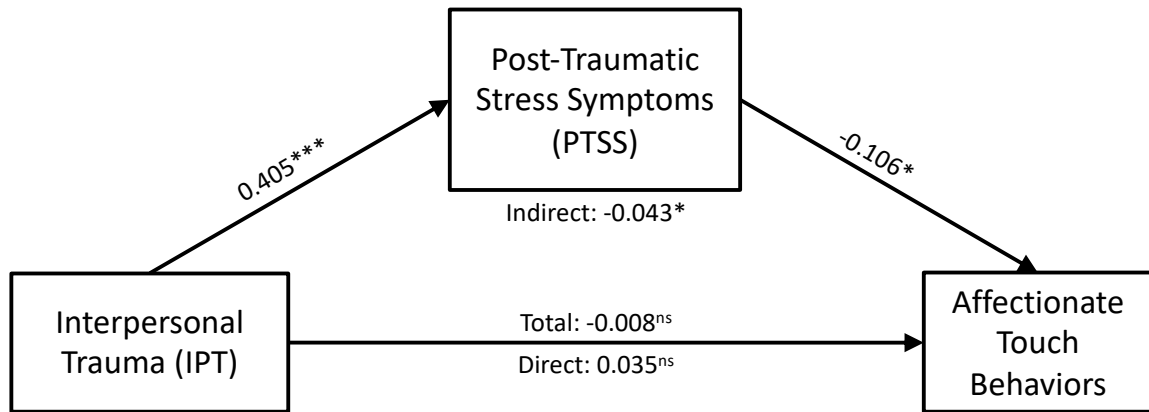 Post-Traumatic
Stress Symptoms
(PTSS)
0.405***
-0.106*
Indirect: -0.043*
Interpersonal
Trauma (IPT)
Total: -0.008ⁿˢ
Direct: 0.035ⁿˢ
Affectionate
Touch
Behaviors